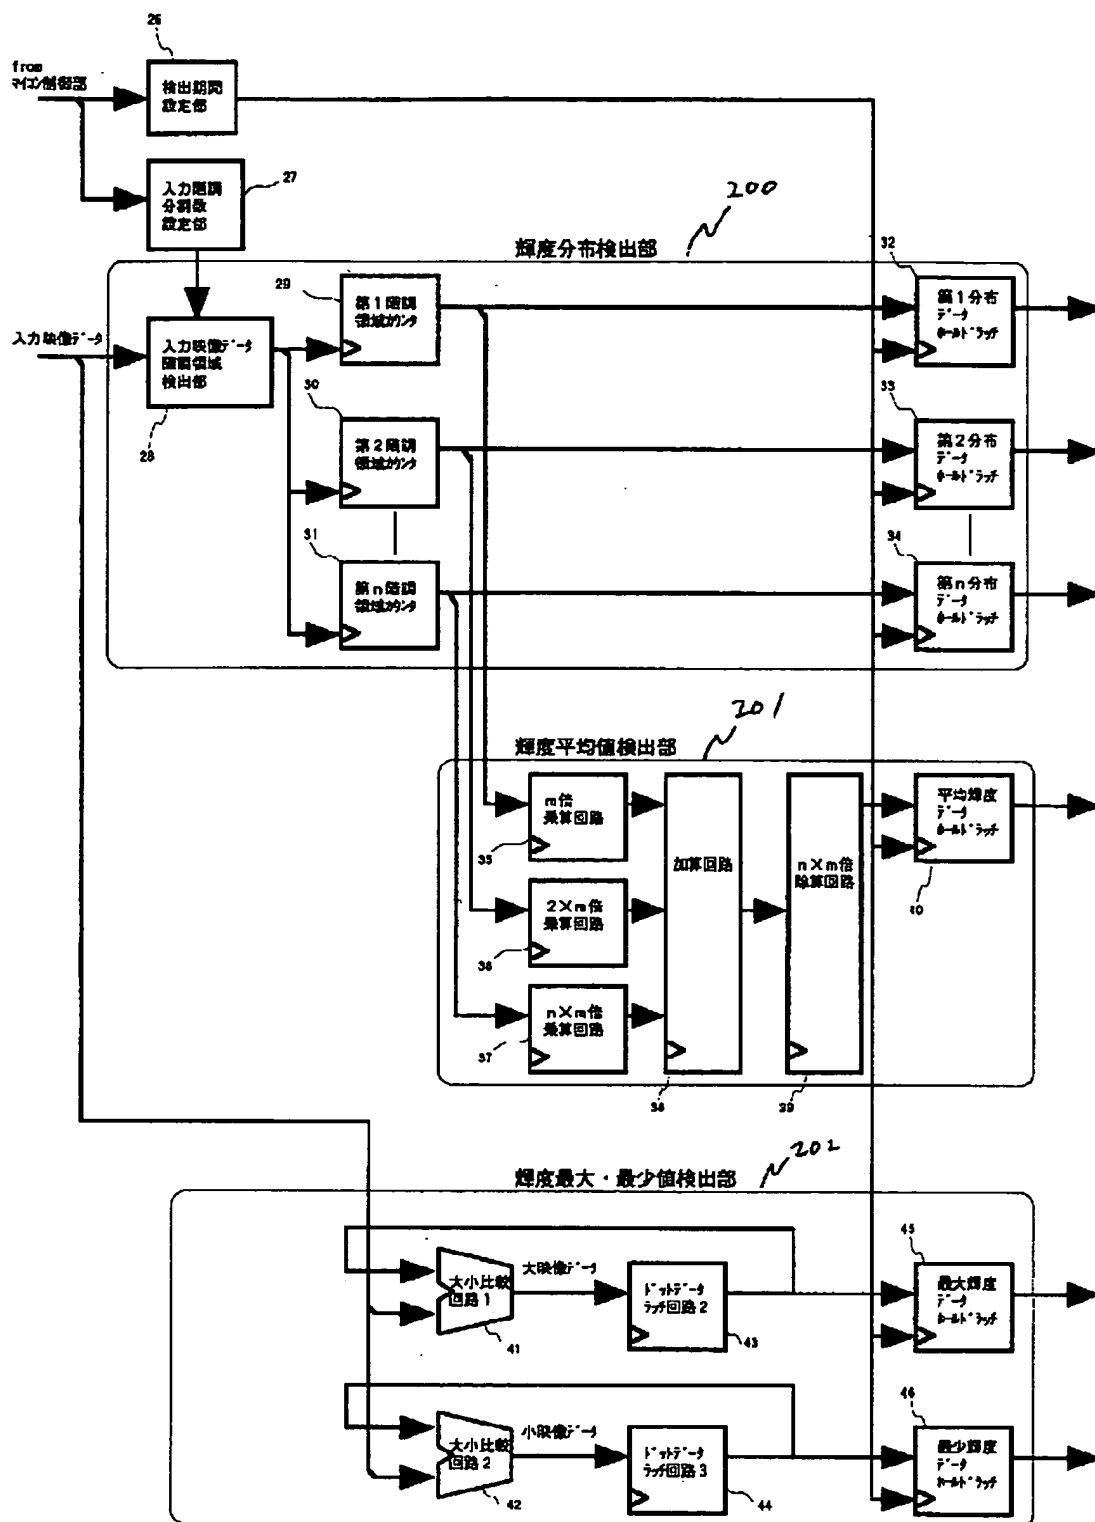 26
from
マイコン制御部
検出期間
設定部
27
入力階調
分割数
設定部
200
輝度分布検出部
32
29
第1階調
領域カウンタ
第1分布
データ
ホールドラッチ
入力映像データ
入力映像データ
階調領域
検出部
28
30
第2階調
領域カウンタ
33
第2分布
データ
ホールドラッチ
31
第n階調
領域カウンタ
34
第n分布
データ
ホールドラッチ
201
輝度平均値検出部
m倍
乗算回路
35
加算回路
n×m倍
除算回路
平均輝度
データ
ホールドラッチ
40
2×m倍
乗算回路
36
n×m倍
乗算回路
37
38
39
202
輝度最大・最少値検出部
45
大小比較
回路1
41
大映像データ
ドットデータ
ラッチ回路2
43
最大輝度
データ
ホールドラッチ
46
大小比較
回路2
42
小映像データ
ドットデータ
ラッチ回路3
44
最少輝度
データ
ホールドラッチ